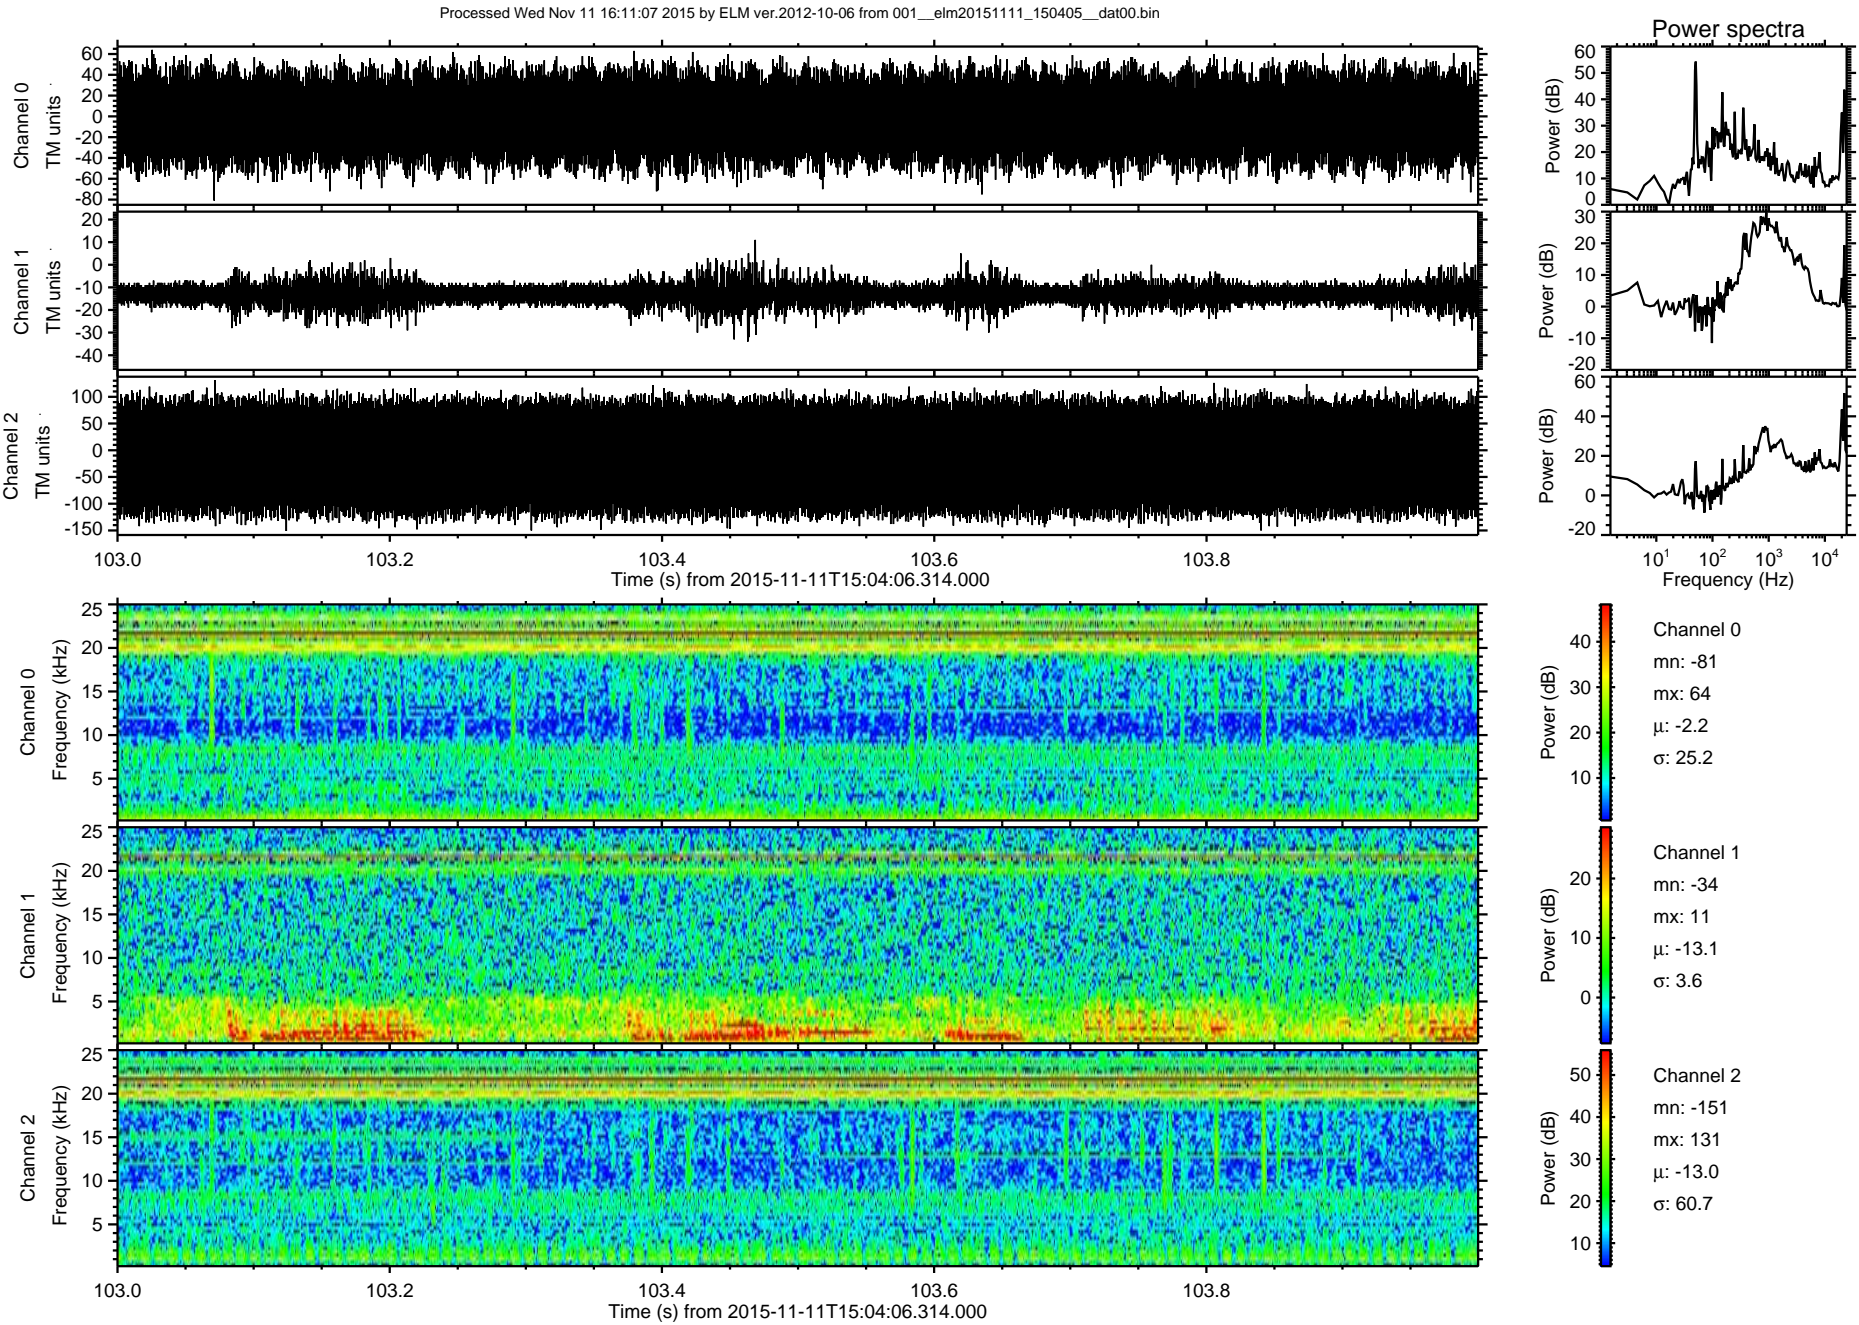 Processed Wed Nov 11 16:11:07 2015 by ELM ver.2012-10-06 from 001__elm20151111_150405__dat00.bin
Power spectra
Channel 0
TM units
60
40
20
0
-20
-40
-60
-80
Power (dB)
60
50
40
30
20
10
0
Channel 1
TM units
20
10
0
-10
-20
-30
-40
Power (dB)
30
20
10
0
-10
-20
Channel 2
TM units
100
50
0
-50
-100
-150
Power (dB)
60
40
20
0
-20
103.0 103.2 103.4 103.6 103.8
Time (s) from 2015-11-11T15:04:06.314.000
10^1 10^2 10^3 10^4
Frequency (Hz)
Channel 0
Frequency (kHz)
25
20
15
10
5
Power (dB)
40
30
20
10
Channel 0
mn: -81
mx: 64
μ: -2.2
σ: 25.2
Channel 1
Frequency (kHz)
25
20
15
10
5
Power (dB)
20
10
0
Channel 1
mn: -34
mx: 11
μ: -13.1
σ: 3.6
Channel 2
Frequency (kHz)
25
20
15
10
5
Power (dB)
50
40
30
20
10
Channel 2
mn: -151
mx: 131
μ: -13.0
σ: 60.7
103.0 103.2 103.4 103.6 103.8
Time (s) from 2015-11-11T15:04:06.314.000